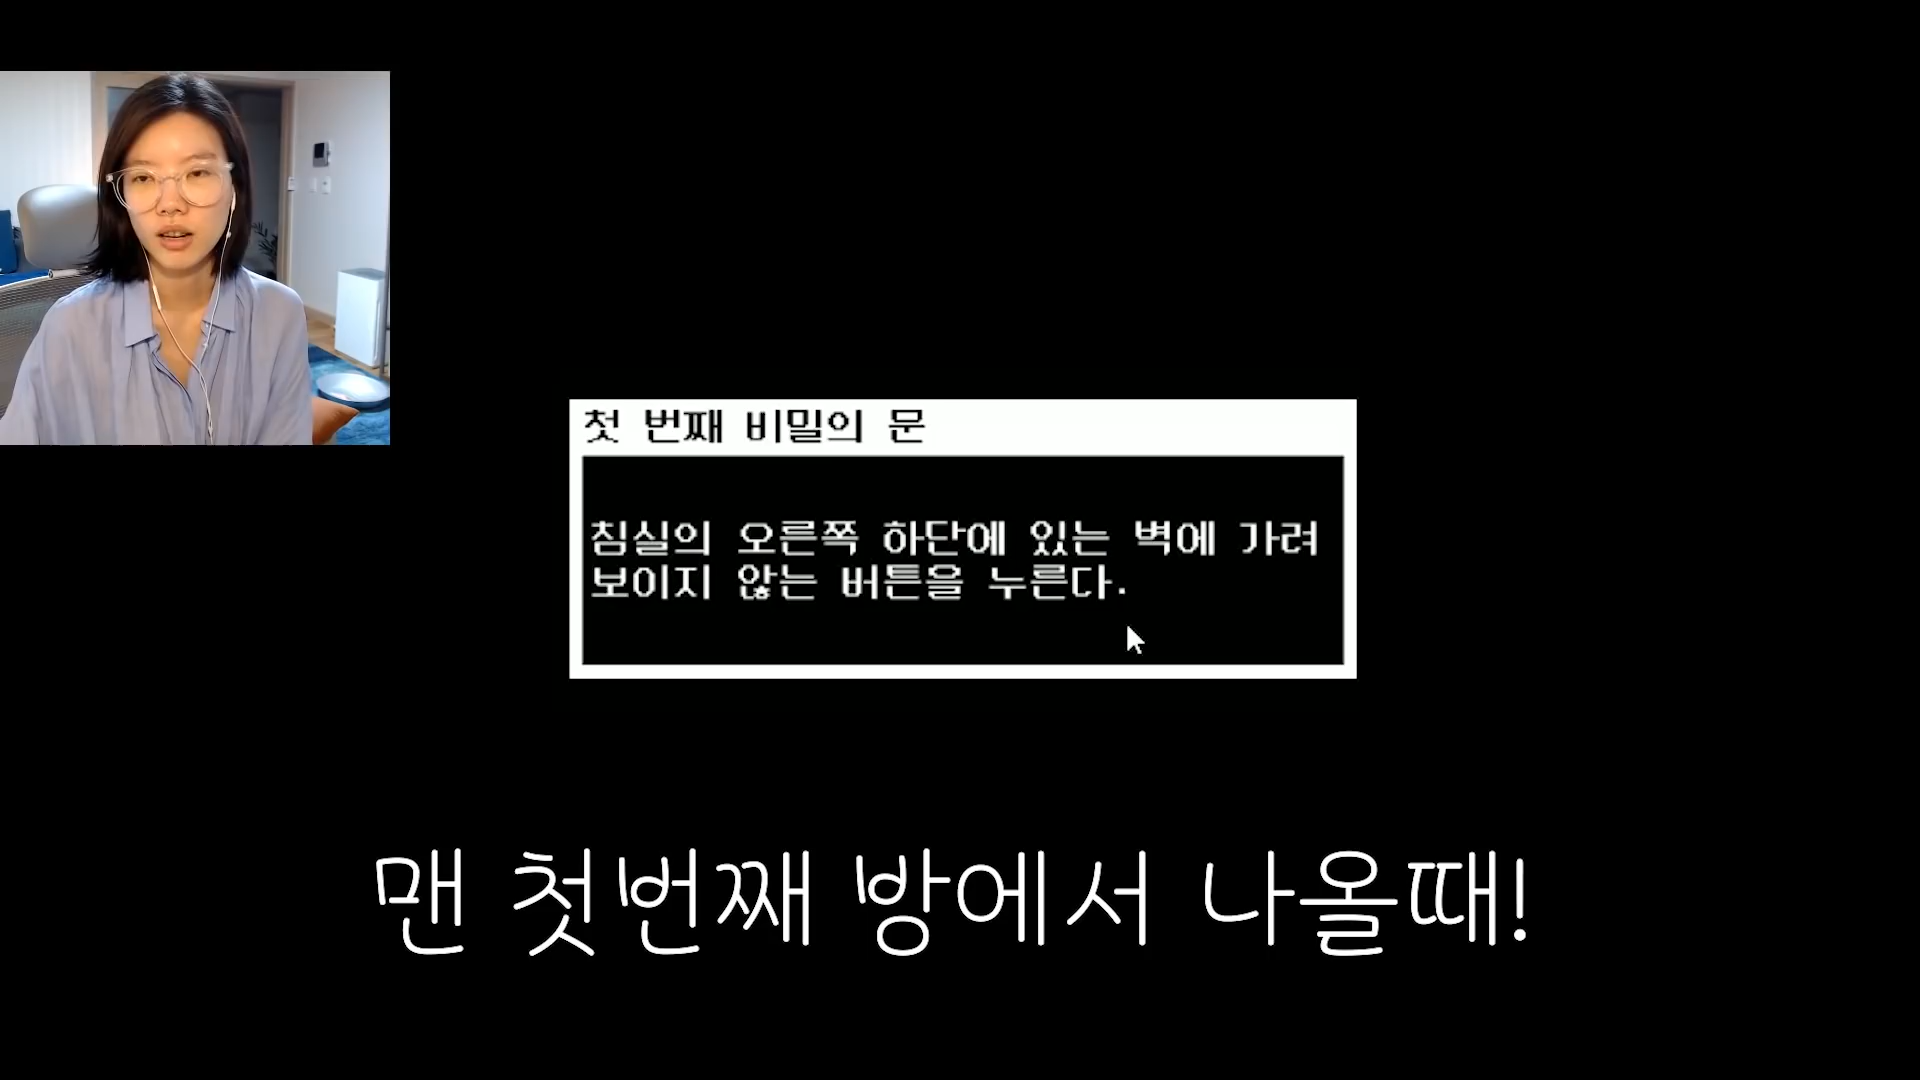 첫 번째 비밀의 문
침실의 오른쪽 하단에 있는 벽에 가려
보이지 않는 버튼을 누른다.
맨 첫번째 방에서 나올때!